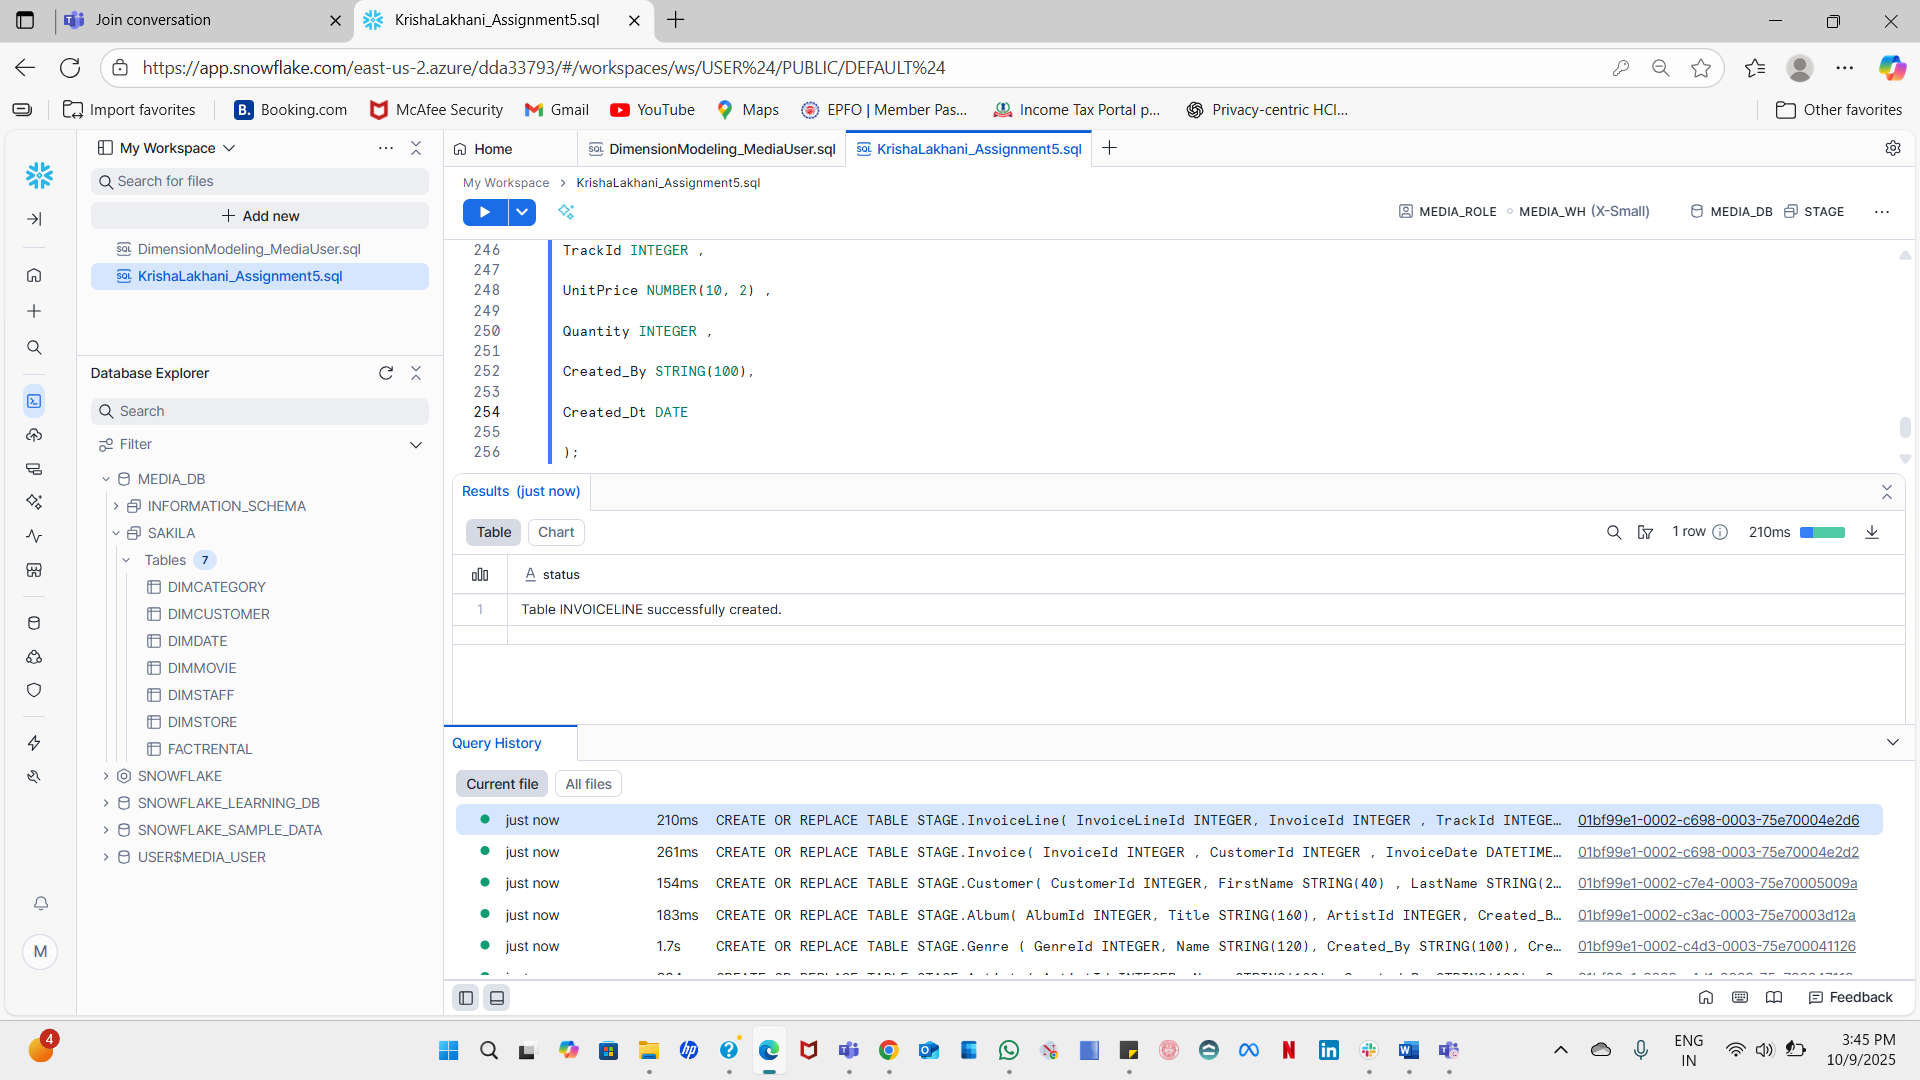 Join conversation
KrishaLakhani_Assignment5.sql
https://app.snowflake.com/east-us-2.azure/dda33793/#/workspaces/ws/USER%24/PUBLIC/DEFAULT%24
Import favorites
Booking.com
McAfee Security
Gmail
YouTube
Maps
EPFO | Member Pas...
Income Tax Portal p...
Privacy-centric HCI...
Other favorites
My Workspace
Search for files
Add new
DimensionModeling_MediaUser.sql
KrishaLakhani_Assignment5.sql
Database Explorer
Search
Filter
MEDIA_DB
INFORMATION_SCHEMA
SAKILA
Tables 7
DIMCATEGORY
DIMCUSTOMER
DIMDATE
DIMMOVIE
DIMSTAFF
DIMSTORE
FACTRENTAL
SNOWFLAKE
SNOWFLAKE_LEARNING_DB
SNOWFLAKE_SAMPLE_DATA
USER$MEDIA_USER
M
Home
DimensionModeling_MediaUser.sql
KrishaLakhani_Assignment5.sql
My Workspace > KrishaLakhani_Assignment5.sql
MEDIA_ROLE
MEDIA_WH (X-Small)
MEDIA_DB
STAGE
246 TrackId INTEGER ,
247
248 UnitPrice NUMBER(10, 2) ,
249
250 Quantity INTEGER ,
251
252 Created_By STRING(100),
253
254 Created_Dt DATE
255
256 );
Results (just now)
Table
Chart
1 row
210ms
A status
1 Table INVOICELINE successfully created.
Query History
Current file
All files
just now 210ms CREATE OR REPLACE TABLE STAGE.InvoiceLine( InvoiceLineId INTEGER, InvoiceId INTEGER , TrackId INTEGE... 01bf99e1-0002-c698-0003-75e70004e2d6
just now 261ms CREATE OR REPLACE TABLE STAGE.Invoice( InvoiceId INTEGER , CustomerId INTEGER , InvoiceDate DATETIME... 01bf99e1-0002-c698-0003-75e70004e2d2
just now 154ms CREATE OR REPLACE TABLE STAGE.Customer( CustomerId INTEGER, FirstName STRING(40) , LastName STRING(2... 01bf99e1-0002-c7e4-0003-75e70005009a
just now 183ms CREATE OR REPLACE TABLE STAGE.Album( AlbumId INTEGER, Title STRING(160), ArtistId INTEGER, Created_B... 01bf99e1-0002-c3ac-0003-75e70003d12a
just now 1.7s CREATE OR REPLACE TABLE STAGE.Genre ( GenreId INTEGER, Name STRING(120), Created_By STRING(100), Cre... 01bf99e1-0002-c4d3-0003-75e700041126
Feedback
4
ENG
IN
3:45 PM
10/9/2025